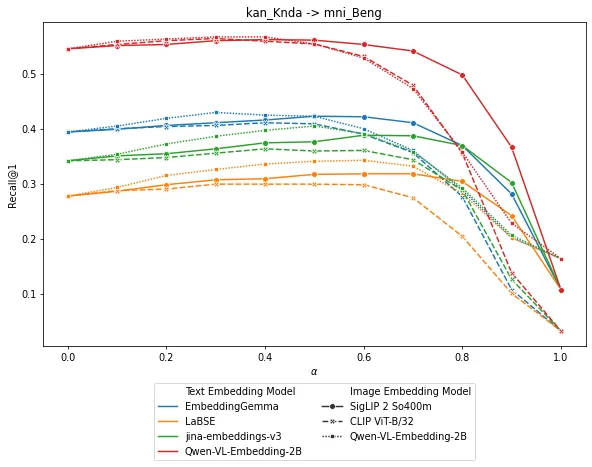 kan_Knda -> mni_Beng
Recall@1
0.5
0.4
0.3
0.2
0.1
0.0 0.2 0.4 0.6 0.8 1.0
α
Text Embedding Model Image Embedding Model
EmbeddingGemma SigLIP 2 So400m
LaBSE CLIP ViT-B/32
jina-embeddings-v3 Qwen-VL-Embedding-2B
Qwen-VL-Embedding-2B